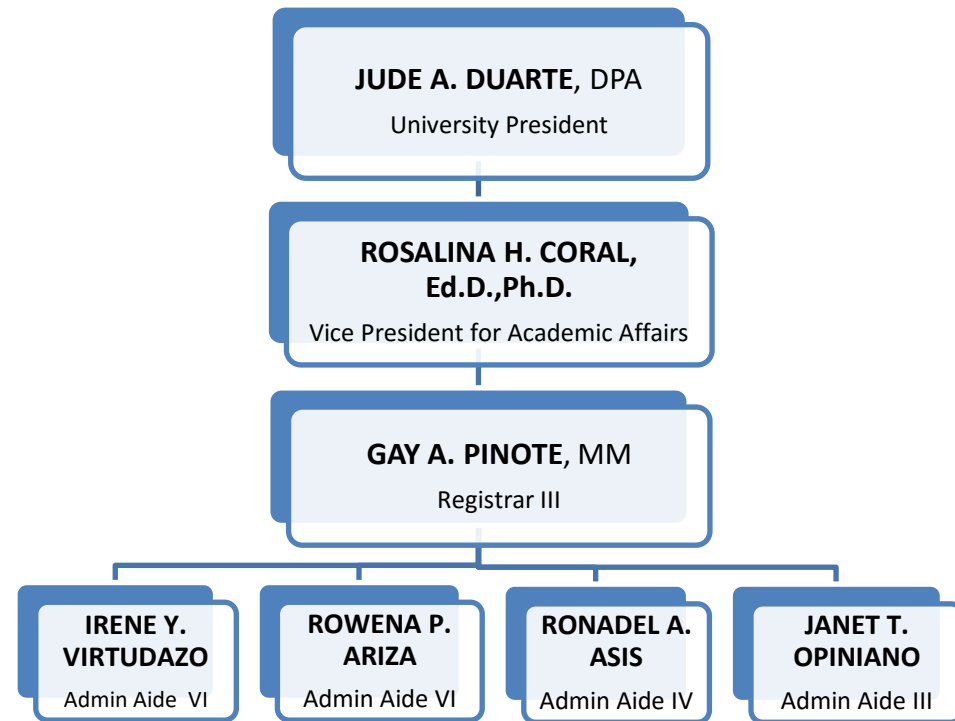 JUDE A. DUARTE, DPA
University President
ROSALINA H. CORAL,
Ed.D.,Ph.D.
Vice President for Academic Affairs
GAY A. PINOTE, MM
Registrar III
IRENE Y.
VIRTUDAZO
Admin Aide VI
ROWENA P.
ARIZA
Admin Aide VI
RONADEL A.
ASIS
Admin Aide IV
JANET T.
OPINIANO
Admin Aide III